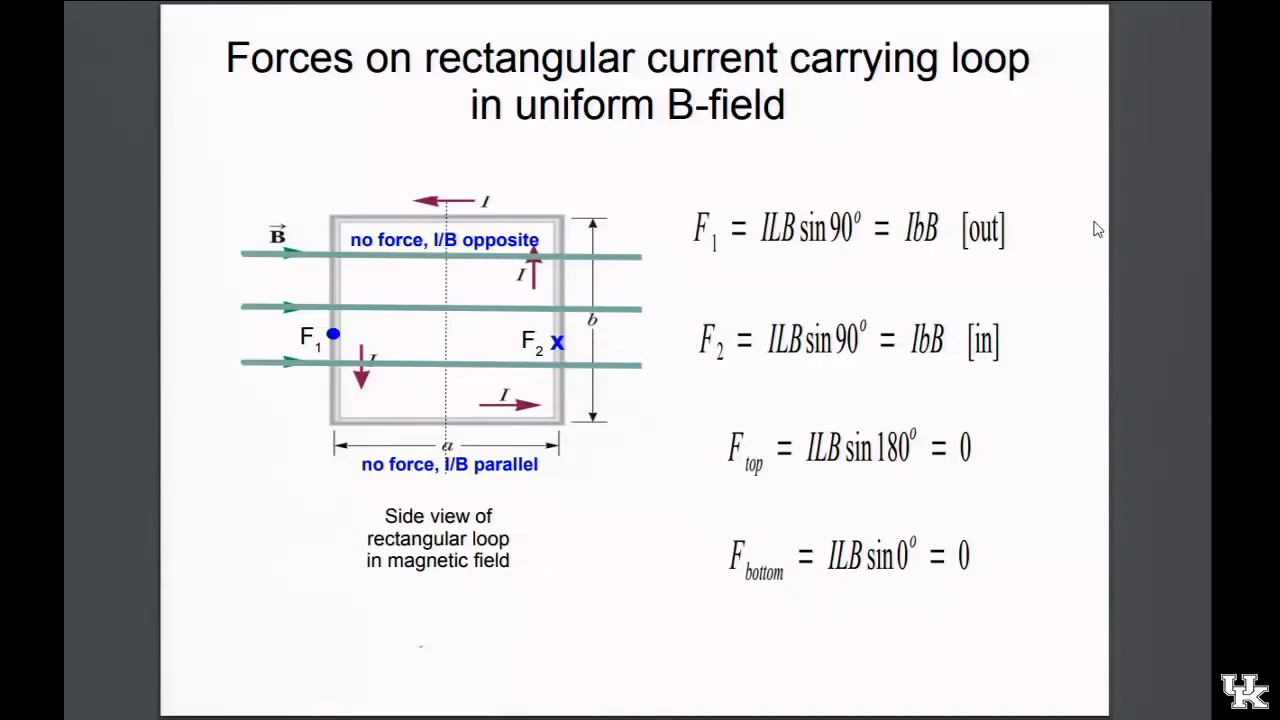 Forces on rectangular current carrying loop
in uniform B-field
I
B⃗
no force, I/B opposite
I
F₁
F₂ x
b
I
I
a
no force, I/B parallel
Side view of
rectangular loop
in magnetic field
F₁ = ILB sin 90° = IbB [out]
F₂ = ILB sin 90° = IbB [in]
F_top = ILB sin 180° = 0
F_bottom = ILB sin 0° = 0
UK